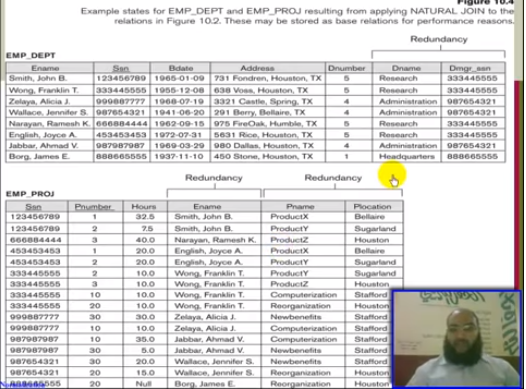 Figure 10.4
Example states for EMP_DEPT and EMP_PROJ resulting from applying NATURAL JOIN to the
relations in Figure 10.2. These may be stored as base relations for performance reasons.
Redundancy
EMP_DEPT
Ename Ssn Bdate Address Dnumber Dname Dmgr_ssn
Smith, John B. 123456789 1965-01-09 731 Fondren, Houston, TX 5 Research 333445555
Wong, Franklin T. 333445555 1955-12-08 638 Voss, Houston, TX 5 Research 333445555
Zelaya, Alicia J. 999887777 1968-07-19 3321 Castle, Spring, TX 4 Administration 987654321
Wallace, Jennifer S. 987654321 1941-06-20 291 Berry, Bellaire, TX 4 Administration 987654321
Narayan, Ramesh K. 666884444 1962-09-15 975 FireOak, Humble, TX 5 Research 333445555
English, Joyce A. 453453453 1972-07-31 5631 Rice, Houston, TX 5 Research 333445555
Jabbar, Ahmad V. 987987987 1969-03-29 980 Dallas, Houston, TX 4 Administration 987654321
Borg, James E. 888665555 1937-11-10 450 Stone, Houston, TX 1 Headquarters 888665555
Redundancy Redundancy
EMP_PROJ
Ssn Pnumber Hours Ename Pname Plocation
123456789 1 32.5 Smith, John B. ProductX Bellaire
123456789 2 7.5 Smith, John B. ProductY Sugarland
666884444 3 40.0 Narayan, Ramesh K. ProductZ Houston
453453453 1 20.0 English, Joyce A. ProductX Bellaire
453453453 2 20.0 English, Joyce A. ProductY Sugarland
333445555 2 10.0 Wong, Franklin T. ProductY Sugarland
333445555 3 10.0 Wong, Franklin T. ProductZ Houston
333445555 10 10.0 Wong, Franklin T. Computerization Stafford
333445555 20 10.0 Wong, Franklin T. Reorganization Houston
999887777 30 30.0 Zelaya, Alicia J. Newbenefits Stafford
999887777 10 10.0 Zelaya, Alicia J. Computerization Stafford
987987987 10 35.0 Jabbar, Ahmad V. Computerization Stafford
987987987 30 5.0 Jabbar, Ahmad V. Newbenefits Stafford
987654321 30 20.0 Wallace, Jennifer S. Newbenefits Stafford
987654321 20 15.0 Wallace, Jennifer S. Reorganization Houston
888665555 20 Null Borg, James E. Reorganization Houston